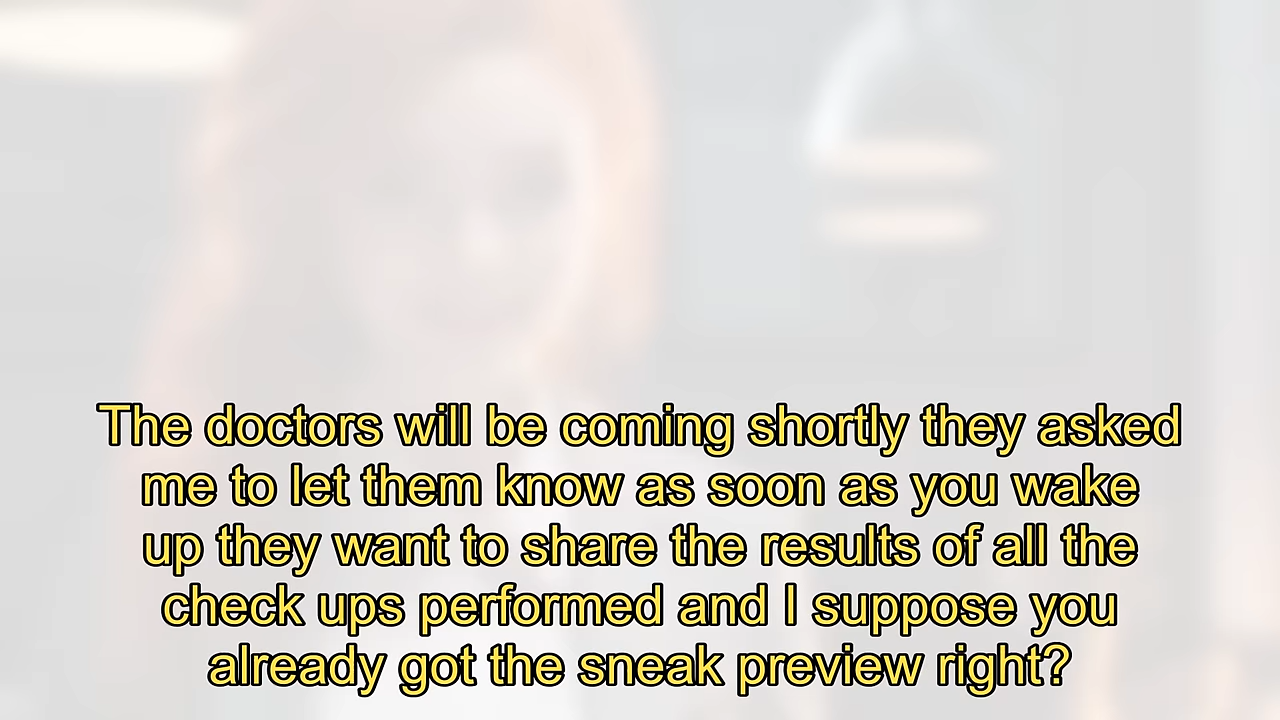 The doctors will be coming shortly they asked
me to let them know as soon as you wake
up they want to share the results of all the
check ups performed and I suppose you
already got the sneak preview right?